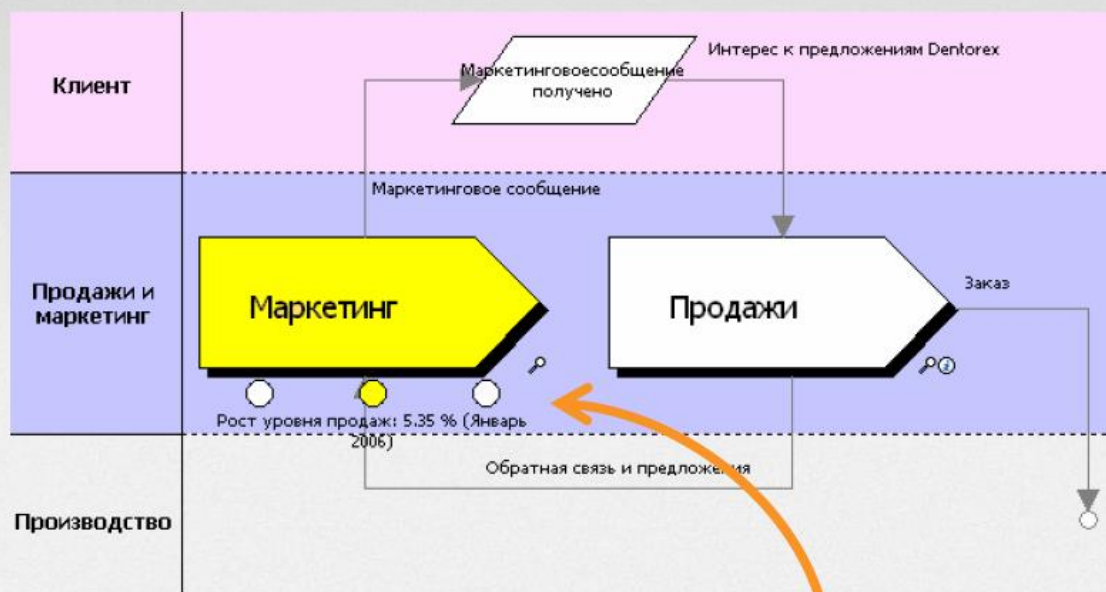 Клиент
Маркетинговоесообщение
получено
Интерес к предложениям Dentorex
Маркетинговое сообщение
Продажи и
маркетинг
Маркетинг
Продажи
Заказ
Рост уровня продаж: 5.35 % (Январь
2006)
Обратная связь и предложения
Производство